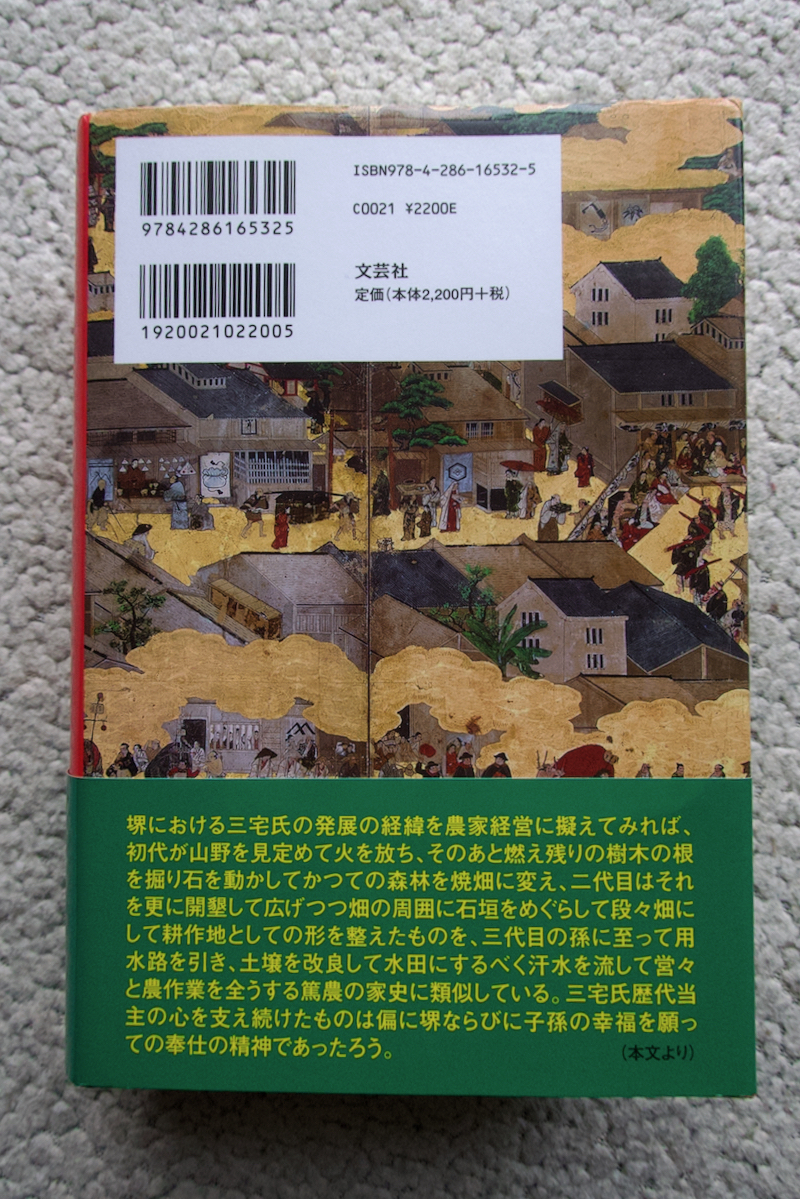 ISBN978-4-286-16532-5
C0021 ¥2200E
9784286165325
文芸社
定価(本体2,200円＋税)
1920021022005
堺における三宅氏の発展の経緯を農家経営に擬えてみれば、
初代が山野を見定めて火を放ち、そのあと燃え残りの樹木の根
を掘り石を動かしてかつての森林を焼畑に変え、二代目はそれ
を更に開墾して広げつつ畑の周囲に石垣をめぐらして段々畑に
して耕作地としての形を整えたものを、三代目の孫に至って用
水路を引き、土壌を改良して水田にするべく汗水を流して営々
と農作業を全うする篤農の家史に類似している。三宅氏歴代当
主の心を支え続けたものは偏に堺ならびに子孫の幸福を願っ
ての奉仕の精神であったろう。
(本文より)